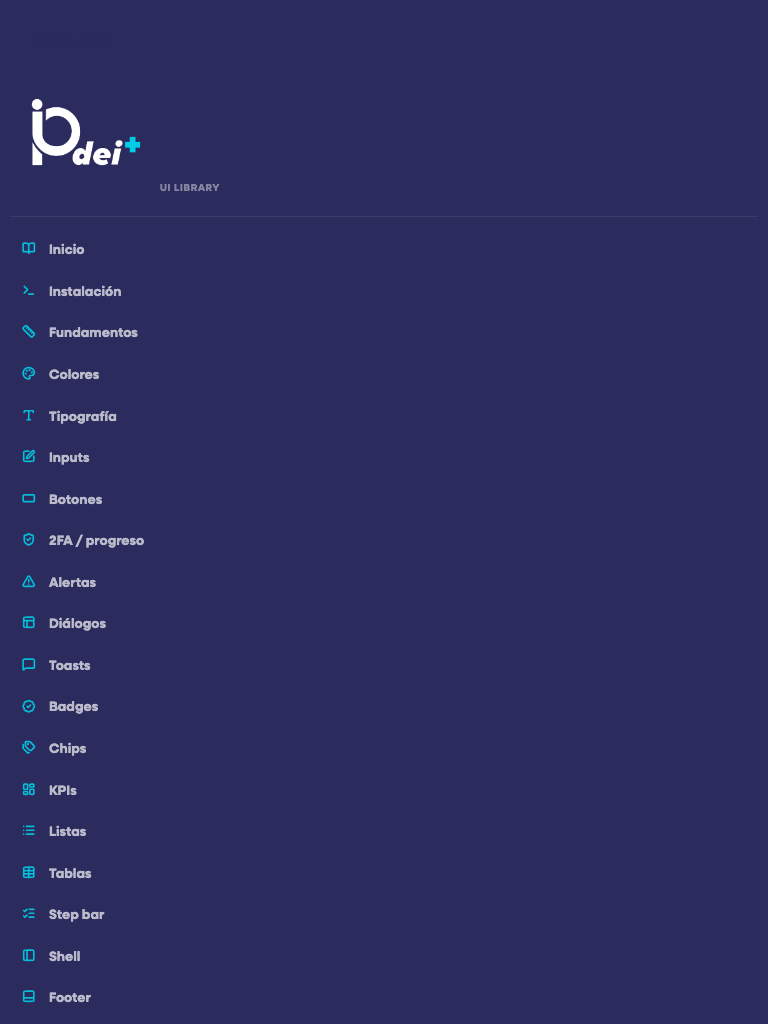 ip dei+
UI LIBRARY
Inicio
Instalación
Fundamentos
Colores
Tipografía
Inputs
Botones
2FA / progreso
Alertas
Diálogos
Toasts
Badges
Chips
KPIs
Listas
Tablas
Step bar
Shell
Footer